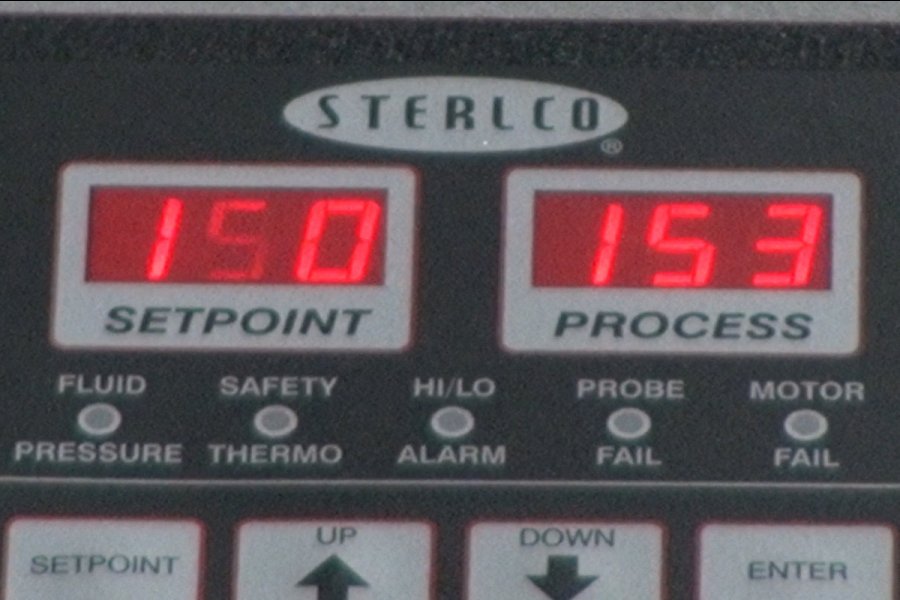 STERLCO
®
150 153
SETPOINT PROCESS
FLUID SAFETY HI/LO PROBE MOTOR
PRESSURE THERMO ALARM FAIL FAIL
SETPOINT UP DOWN ENTER